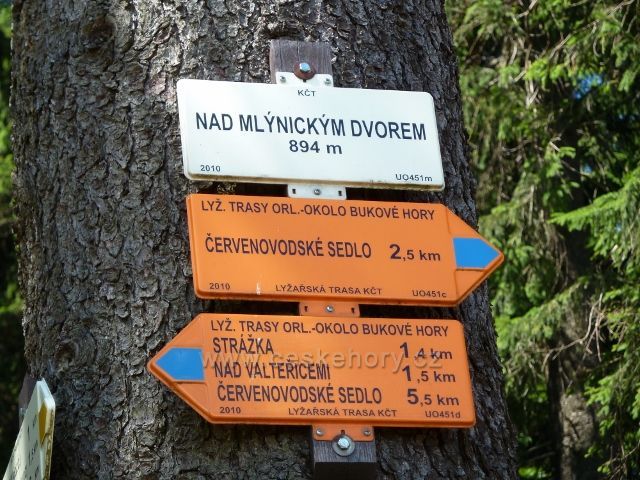 KČT
NAD MLÝNICKÝM DVOREM
894 m
2010 UO451m
LYŽ. TRASY ORL.-OKOLO BUKOVÉ HORY
ČERVENOVODSKÉ SEDLO 2,5 km
2010 LYŽAŘSKÁ TRASA KČT UO451c
LYŽ. TRASY ORL.-OKOLO BUKOVÉ HORY
STRÁŽKA 1,4 km
www.ceskehory.cz
NAD VALTEŘICEMI 1,5 km
ČERVENOVODSKÉ SEDLO 5,5 km
2010 LYŽAŘSKÁ TRASA KČT UO451d